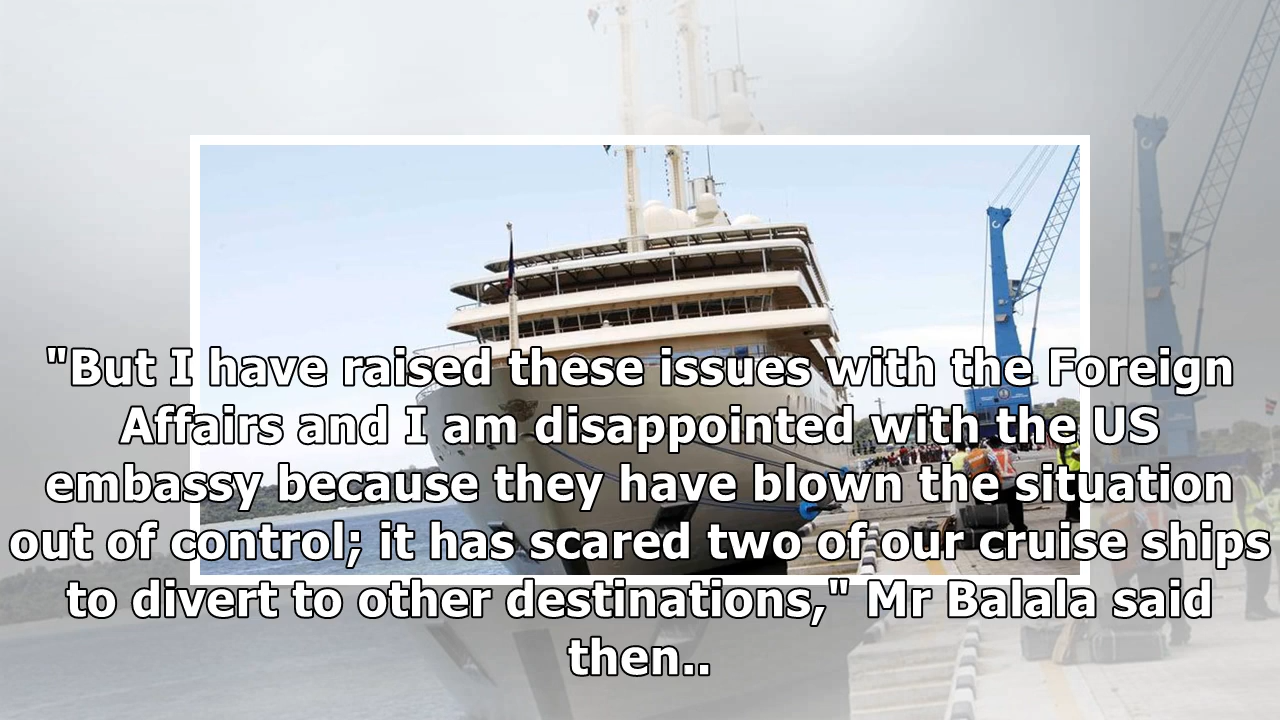 "But I have raised these issues with the Foreign
Affairs and I am disappointed with the US
embassy because they have blown the situation
out of control; it has scared two of our cruise ships
to divert to other destinations," Mr Balala said
then..